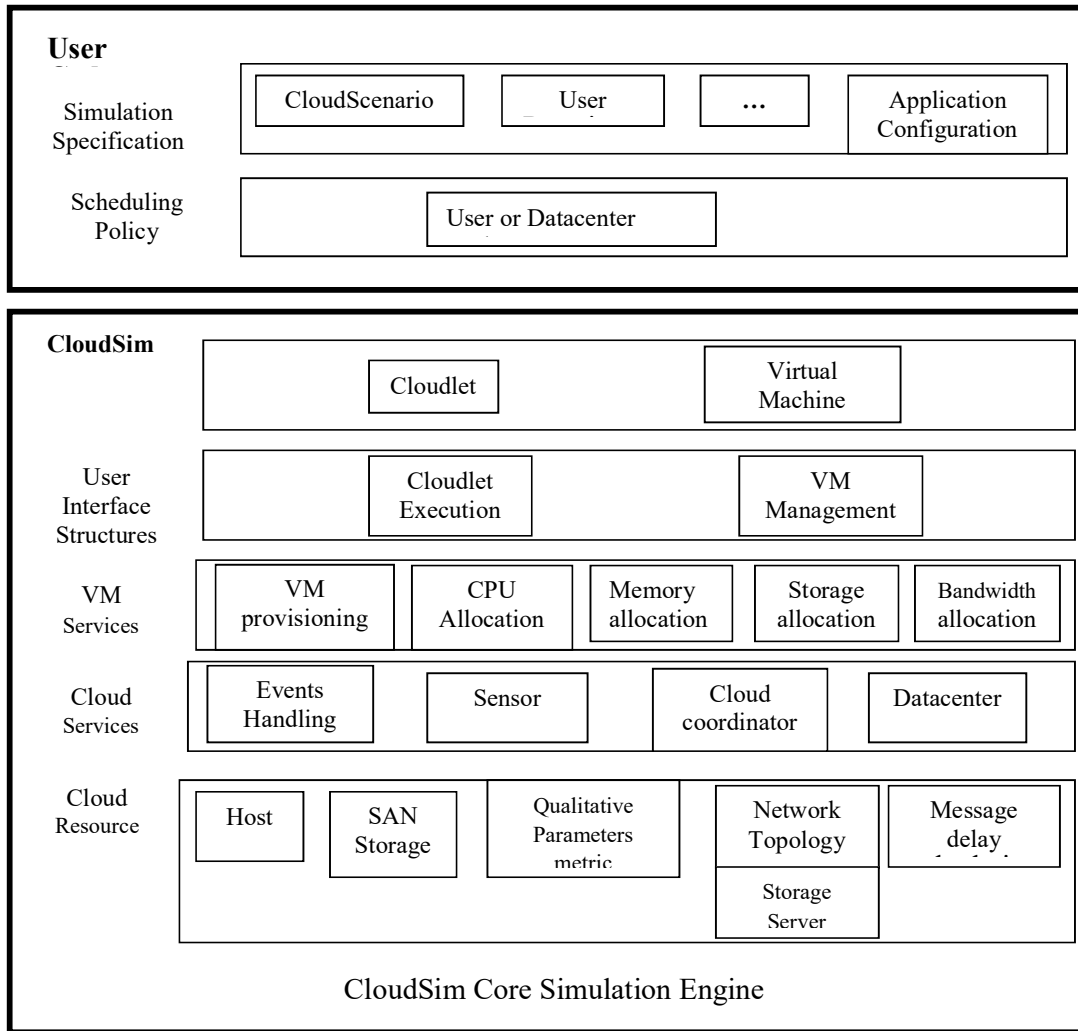 User
Simulation
Specification
CloudScenario
User
...
Application
Configuration
Scheduling
Policy
User or Datacenter
CloudSim
Cloudlet
Virtual
Machine
User
Interface
Structures
Cloudlet
Execution
VM
Management
VM
Services
VM
provisioning
CPU
Allocation
Memory
allocation
Storage
allocation
Bandwidth
allocation
Cloud
Services
Events
Handling
Sensor
Cloud
coordinator
Datacenter
Cloud
Resource
Host
SAN
Storage
Qualitative
Parameters
metric
Network
Topology
Message
delay
Storage
Server
CloudSim Core Simulation Engine